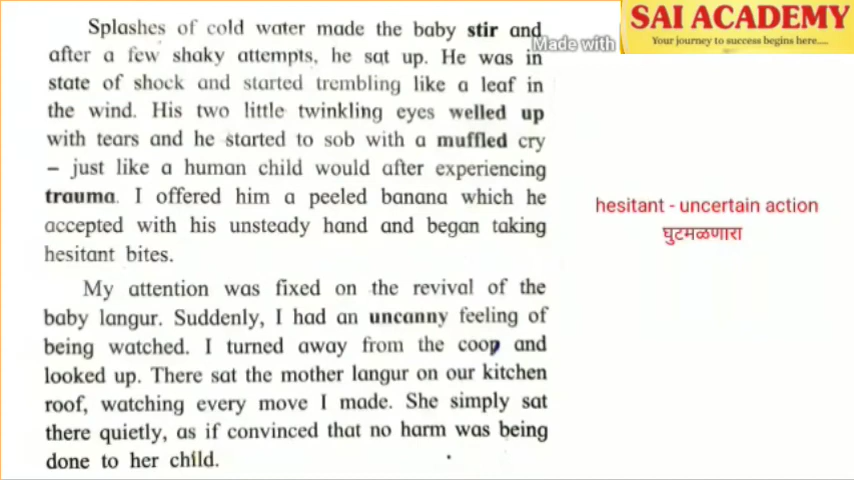 Splashes of cold water made the baby stir and
after a few shaky attempts, he sat up. He was in
state of shock and started trembling like a leaf in
the wind. His two little twinkling eyes welled up
with tears and he started to sob with a muffled cry
– just like a human child would after experiencing
trauma. I offered him a peeled banana which he
accepted with his unsteady hand and began taking
hesitant bites.
My attention was fixed on the revival of the
baby langur. Suddenly, I had an uncanny feeling of
being watched. I turned away from the coop and
looked up. There sat the mother langur on our kitchen
roof, watching every move I made. She simply sat
there quietly, as if convinced that no harm was being
done to her child.
Made with
SAI ACADEMY
Your journey to success begins here....
hesitant - uncertain action
घुटमळणारा